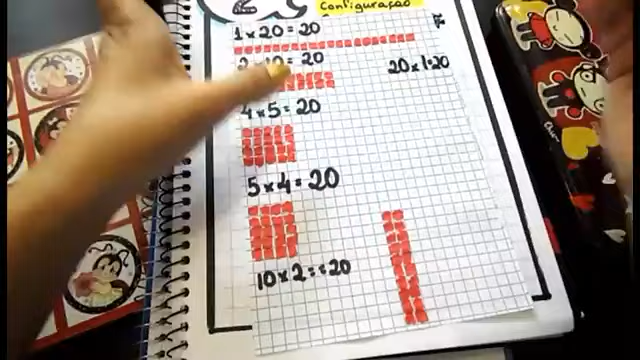 Configuração
1 x 20 = 20
2 x 10 = 20
20 x 1 = 20
4 x 5 = 20
5 x 4 = 20
10 x 2 = 20